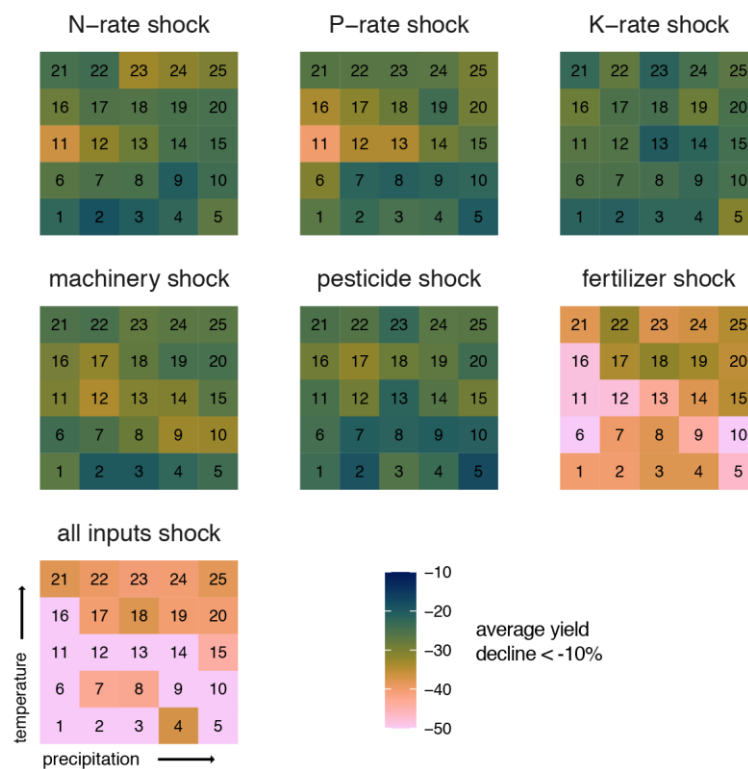 N−rate shock
P−rate shock
K−rate shock
21 22 23 24 25
21 22 23 24 25
21 22 23 24 25
16 17 18 19 20
16 17 18 19 20
16 17 18 19 20
11 12 13 14 15
11 12 13 14 15
11 12 13 14 15
6 7 8 9 10
6 7 8 9 10
6 7 8 9 10
1 2 3 4 5
1 2 3 4 5
1 2 3 4 5
machinery shock
pesticide shock
fertilizer shock
21 22 23 24 25
21 22 23 24 25
21 22 23 24 25
16 17 18 19 20
16 17 18 19 20
16 17 18 19 20
11 12 13 14 15
11 12 13 14 15
11 12 13 14 15
6 7 8 9 10
6 7 8 9 10
6 7 8 9 10
1 2 3 4 5
1 2 3 4 5
1 2 3 4 5
all inputs shock
21 22 23 24 25
16 17 18 19 20
11 12 13 14 15
6 7 8 9 10
1 2 3 4 5
temperature
precipitation
−10
−20
−30
−40
−50
average yield
decline < -10%